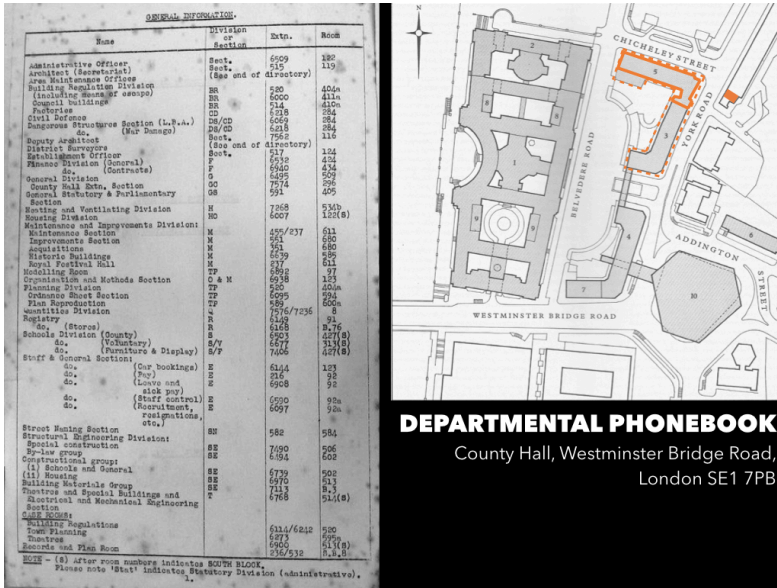 GENERAL INFORMATION.
Name Division or Section Extn. Room
Administrative Officer Sect. 6509 122
Architect (Secretariat) Sect. 515 119
Area Maintenance Offices (See end of directory)
Building Regulation Division BR 520 404a
(including means of escape) BR 6000 411a
Council buildings BR 514 410a
Factories CD 6218 284
Civil Defence DS/CD 6069 284
Dangerous Structures Section (L.B.A.) DS/CD 6218 284
do. (War Damage) Sect. 7562 116
Deputy Architect (See end of directory)
District Surveyors
Establishment Officer Sect. 517 124
Finance Division (General) F 6532 424
do. (Contracts) F 6940 434
General Division G 6495 509
County Hall Extn. Section GC 7574 296
General Statutory & Parliamentary Section GS 591 405
Heating and Ventilating Division H 7268 534b
Housing Division HO 6007 122(S)
Maintenance and Improvements Division:
Maintenance Section M 455/237 611
Improvements Section M 551 680
Acquisitions M 351 680
Historic Buildings M 6639 585
Royal Festival Hall M 237 611
Modelling Room TP 6892 97
Organisation and Methods Section O & M 6938 123
Planning Division TP 520 404a
Ordnance Sheet Section TP 6095 594
Plan Reproduction TP 589 600a
Quantities Division Q 7576/7236 8
Registry R 6149 91
do. (Stores) R 6168 B.76
Schools Division (County) S 6503 427(S)
do. (Voluntary) S/V 6677 313(S)
do. (Furniture & Display) S/F 7406 427(S)
Staff & General Section:
do. (Car bookings) E 6144 123
do. (Pay) E 216 92
do. (Leave and sick pay) E 6908 92
do. (Staff control) E 6590 92a
do. (Recruitment, resignations, etc.) E 6097 92a
Street Naming Section SN 582 584
Structural Engineering Division:
Special construction SE 7490 506
By-law group SE 6494 602
Constructional group:
(i) Schools and General SE 6739 502
(ii) Housing SE 6970 513
Building Materials Group SE 7113 B.3
Theatres and Special Buildings and T 6768 514(S)
Electrical and Mechanical Engineering Section
CASE ROOMS:
Building Regulations 6114/6242 520
Town Planning 6273 595a
Theatres 6900 513(S)
Records and Plan Room 236/532
NOTE - (S) After room numbers indicates SOUTH BLOCK.
Please note 'Stat' indicates Statutory Division (administrative).
1.
N
CHICHELEY STREET
YORK ROAD
BELVEDERE ROAD
ADDINGTON STREET
WESTMINSTER BRIDGE ROAD
2
5
8
8
3
1
9
9
4
6
7
10
DEPARTMENTAL PHONEBOOK
County Hall, Westminster Bridge Road,
London SE1 7PB